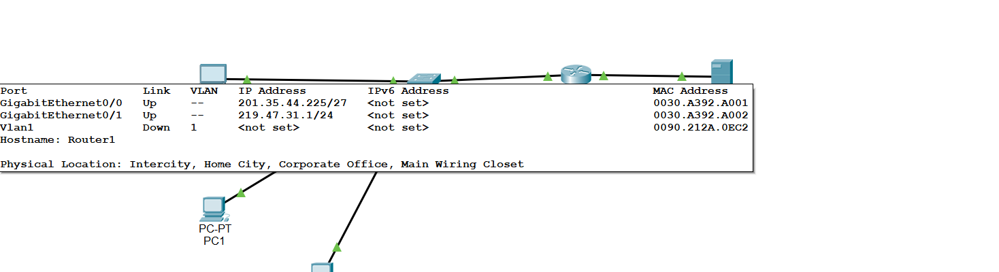 Port Link VLAN IP Address IPv6 Address MAC Address
GigabitEthernet0/0 Up -- 201.35.44.225/27 <not set> 0030.A392.A001
GigabitEthernet0/1 Up -- 219.47.31.1/24 <not set> 0030.A392.A002
Vlan1 Down 1 <not set> <not set> 0090.212A.0EC2
Hostname: Router1
Physical Location: Intercity, Home City, Corporate Office, Main Wiring Closet
PC-PT
PC1